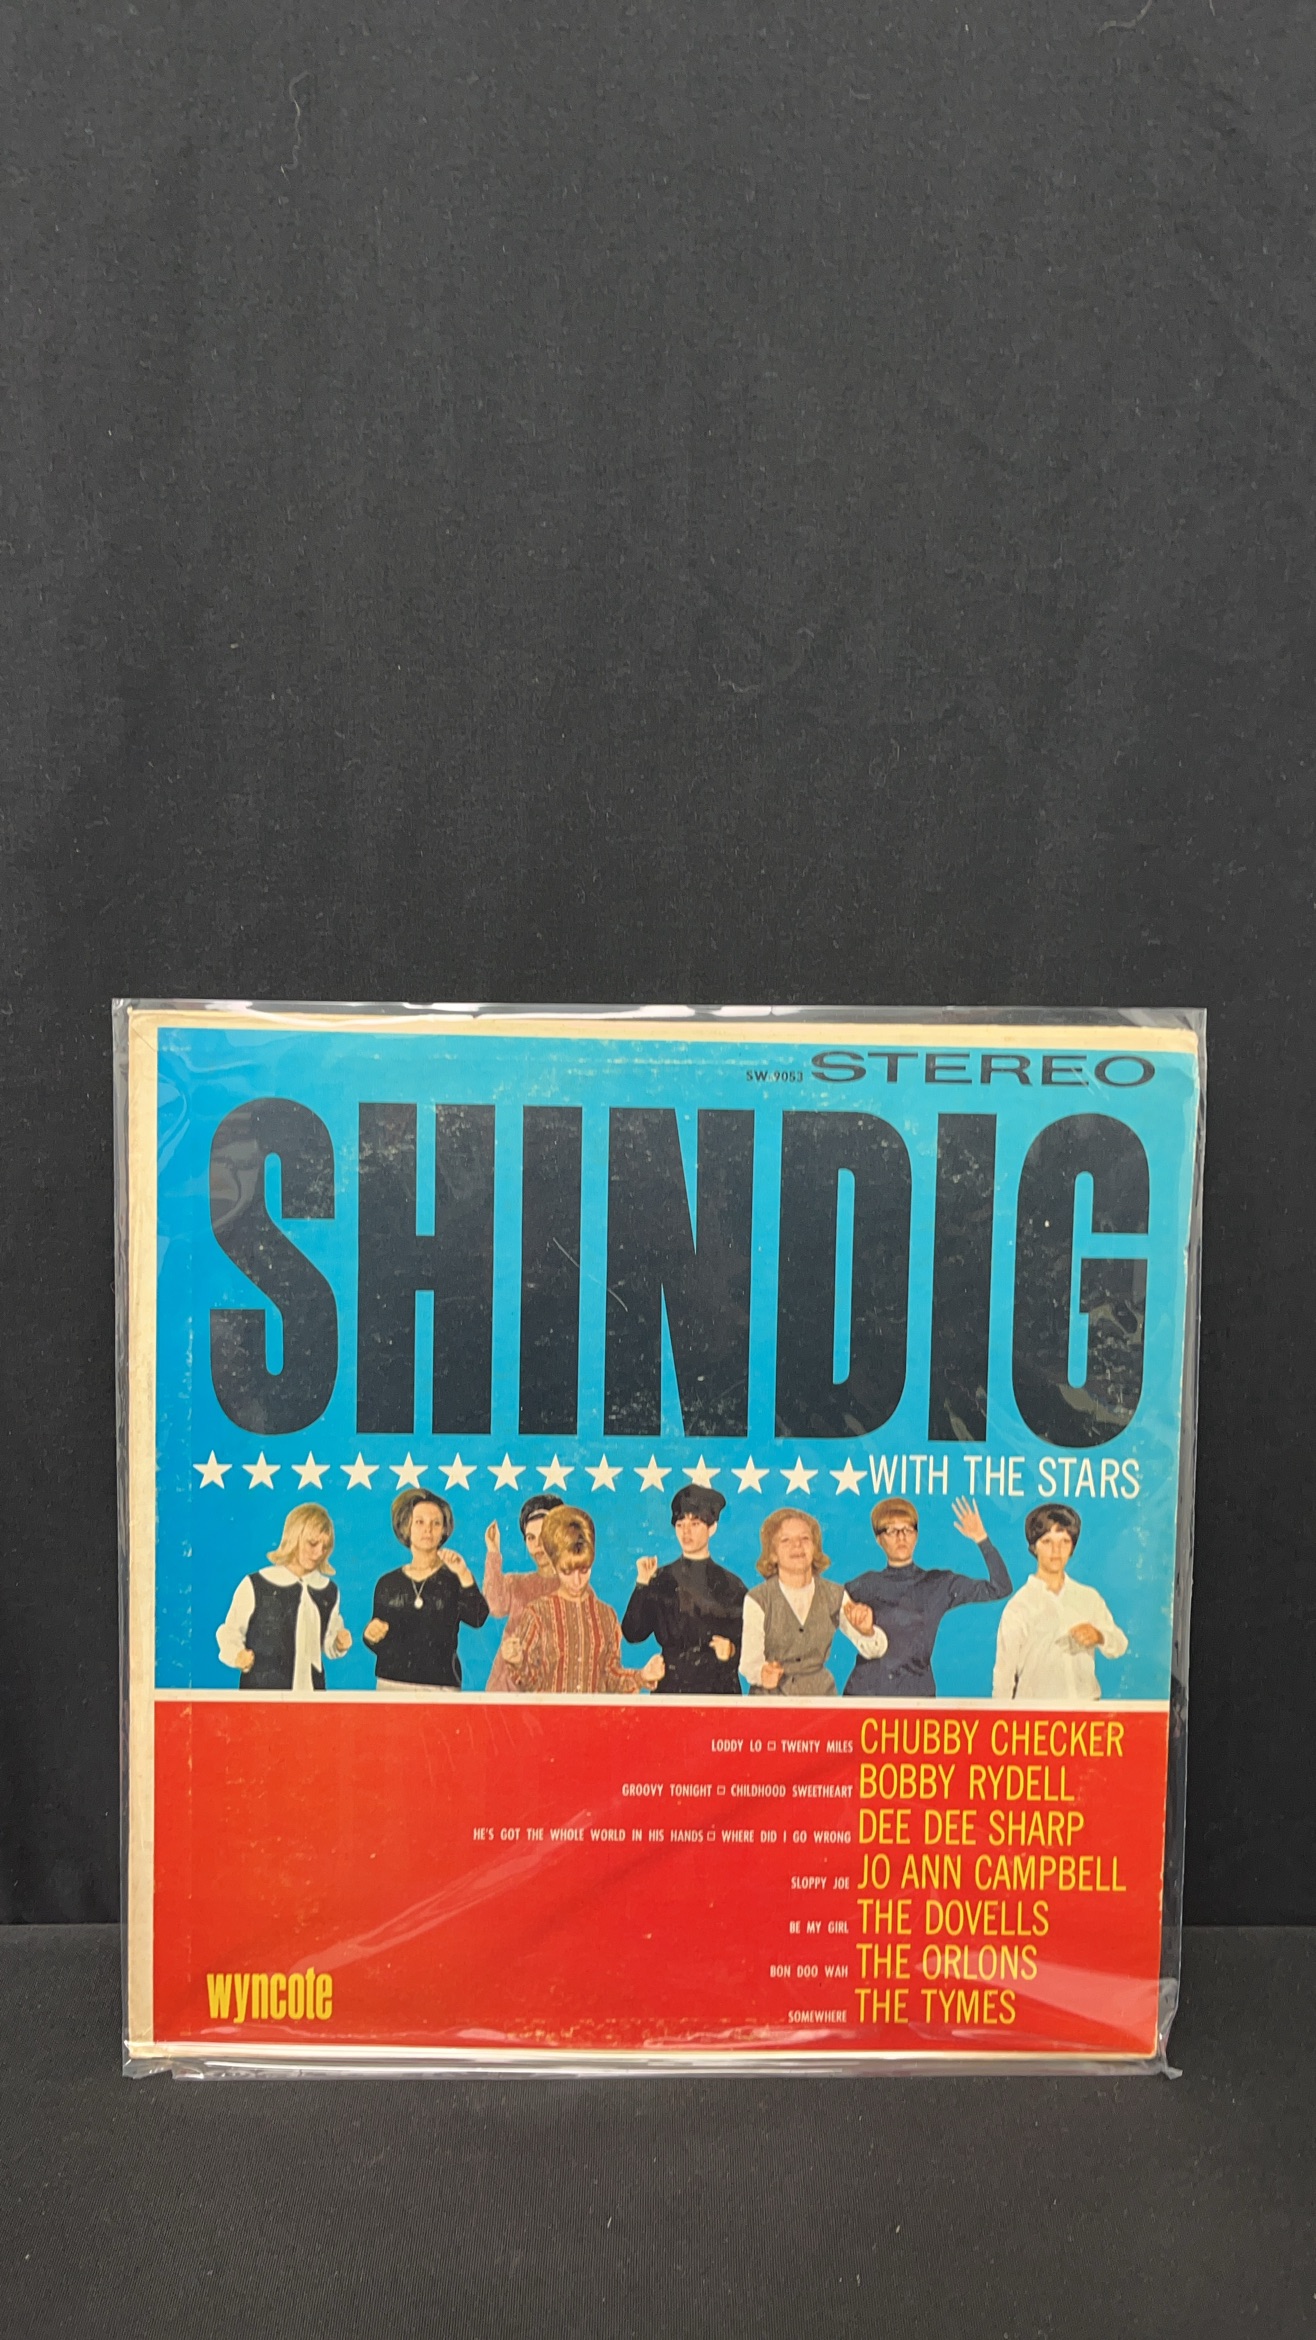 SW-9053 STEREO
SHINDIG
WITH THE STARS
LODDY LO □ TWENTY MILES CHUBBY CHECKER
GROOVY TONIGHT □ CHILDHOOD SWEETHEART BOBBY RYDELL
HE'S GOT THE WHOLE WORLD IN HIS HANDS □ WHERE DID I GO WRONG DEE DEE SHARP
SLOPPY JOE JO ANN CAMPBELL
BE MY GIRL THE DOVELLS
BON DOO WAH THE ORLONS
SOMEWHERE THE TYMES
wyncote